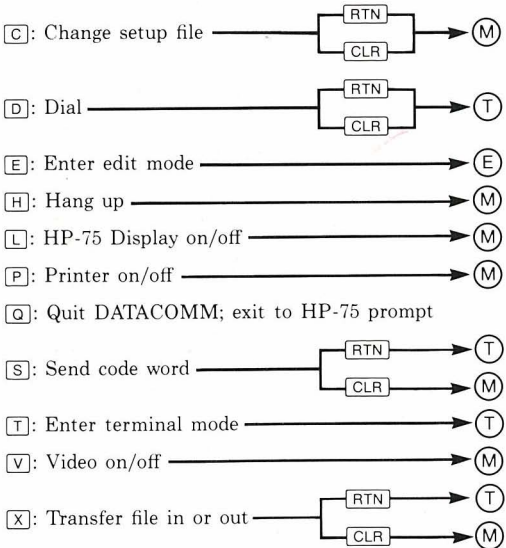 RTN
C: Change setup file M
CLR
RTN
D: Dial T
CLR
E: Enter edit mode E
H: Hang up M
L: HP-75 Display on/off M
P: Printer on/off M
Q: Quit DATACOMM; exit to HP-75 prompt
RTN T
S: Send code word
CLR M
T: Enter terminal mode T
V: Video on/off M
RTN T
X: Transfer file in or out
CLR M